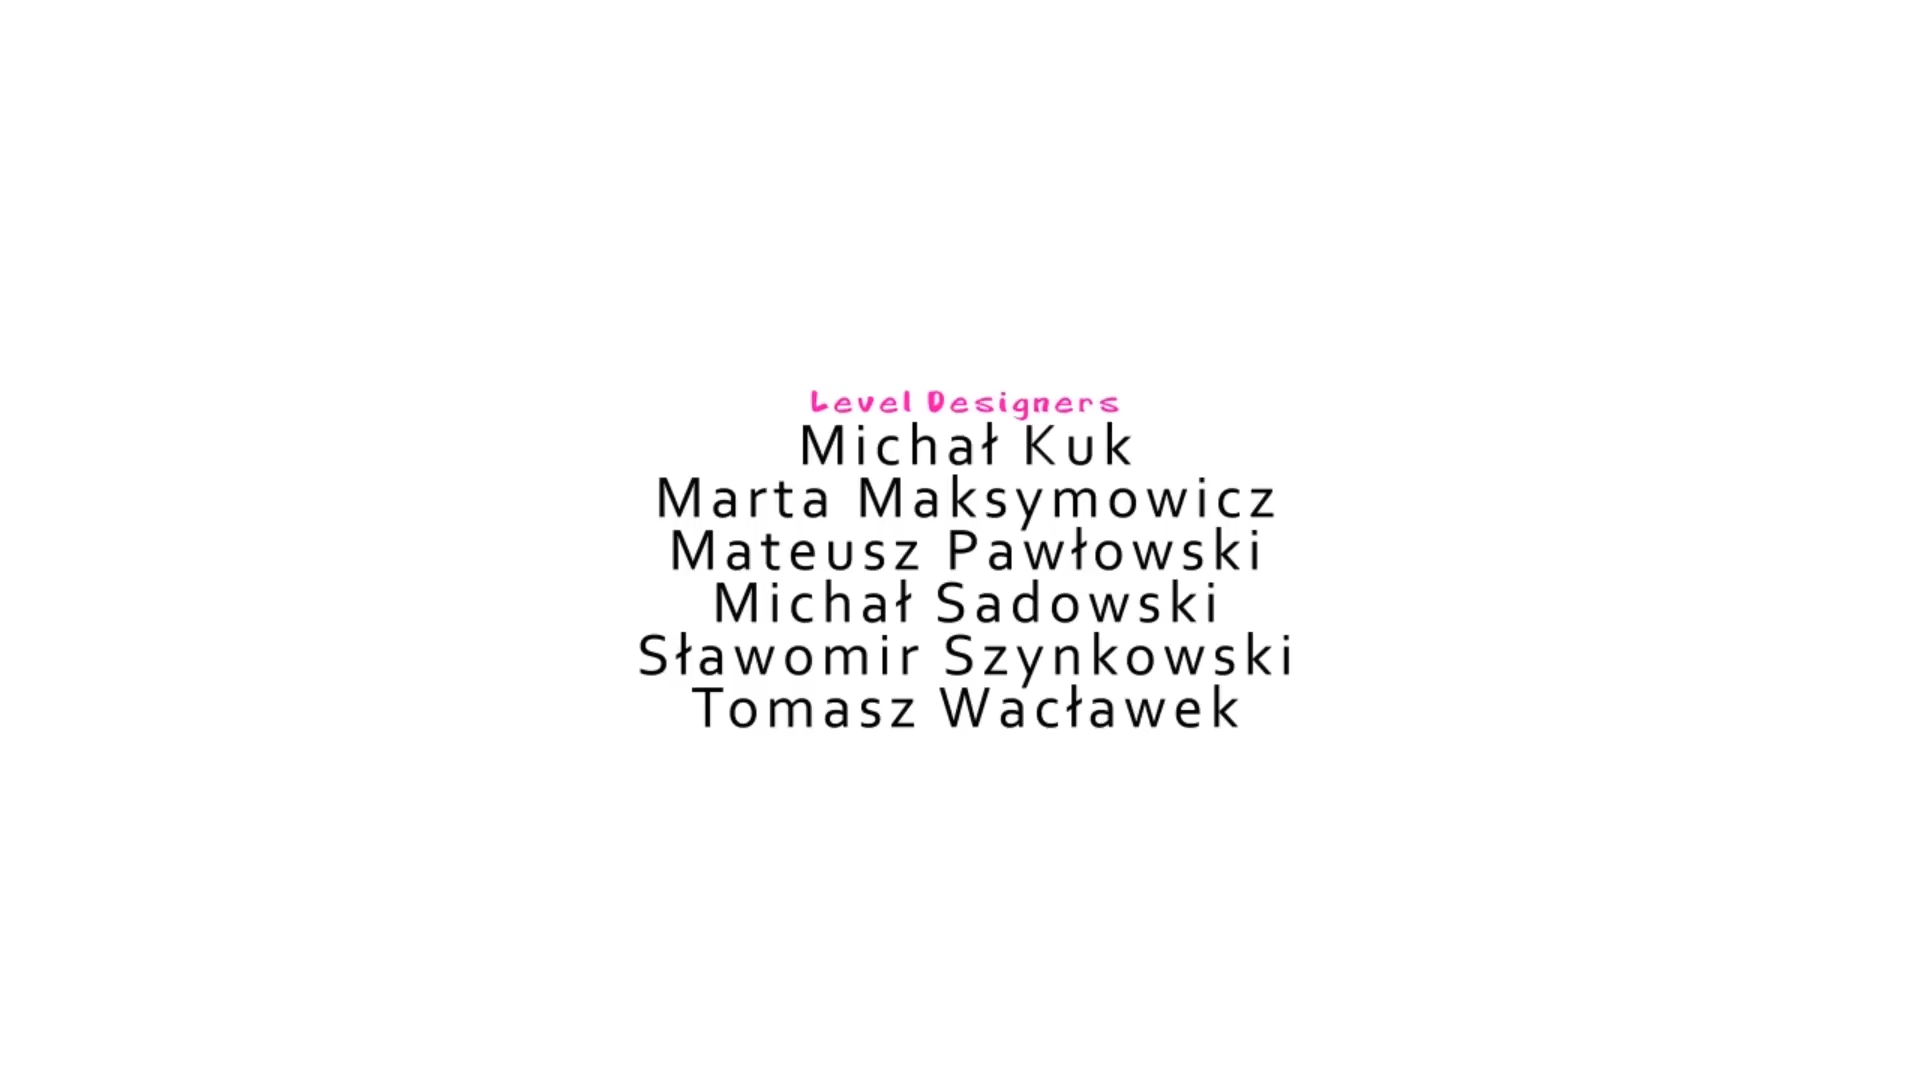 Level Designers
Michał Kuk
Marta Maksymowicz
Mateusz Pawłowski
Michał Sadowski
Sławomir Szynkowski
Tomasz Wacławek